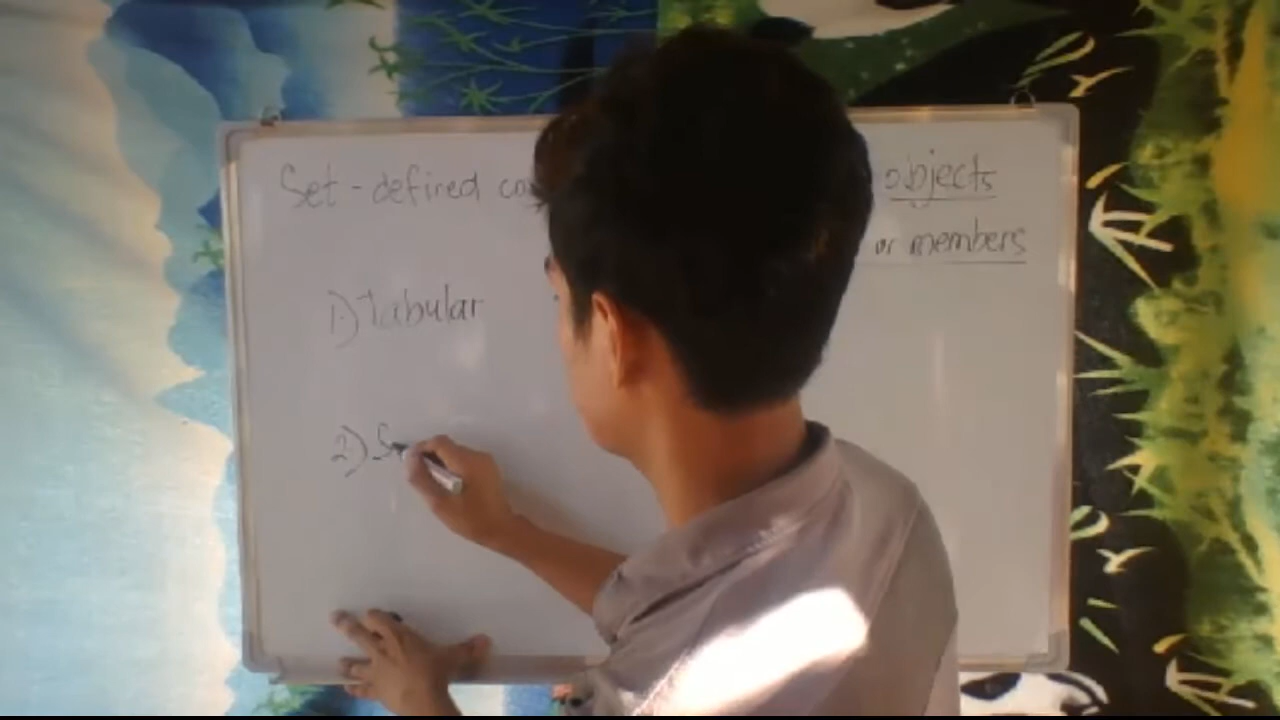 Set - defined co objects
or members
1.) Tabular
2.) S